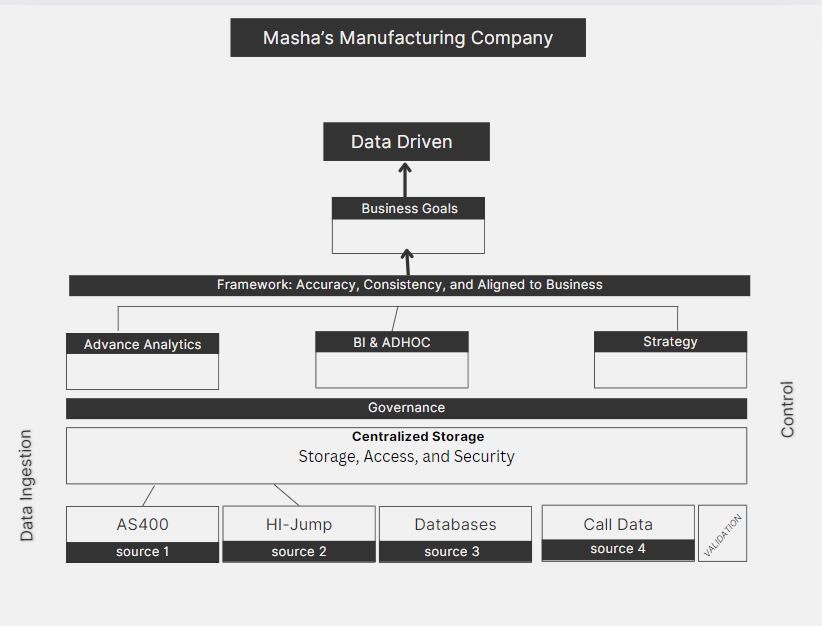 Masha’s Manufacturing Company
Data Driven
Business Goals
Framework: Accuracy, Consistency, and Aligned to Business
Advance Analytics
BI & ADHOC
Strategy
Governance
Control
Centralized Storage
Storage, Access, and Security
Data Ingestion
AS400
source 1
HI-Jump
source 2
Databases
source 3
Call Data
source 4
VALIDATION